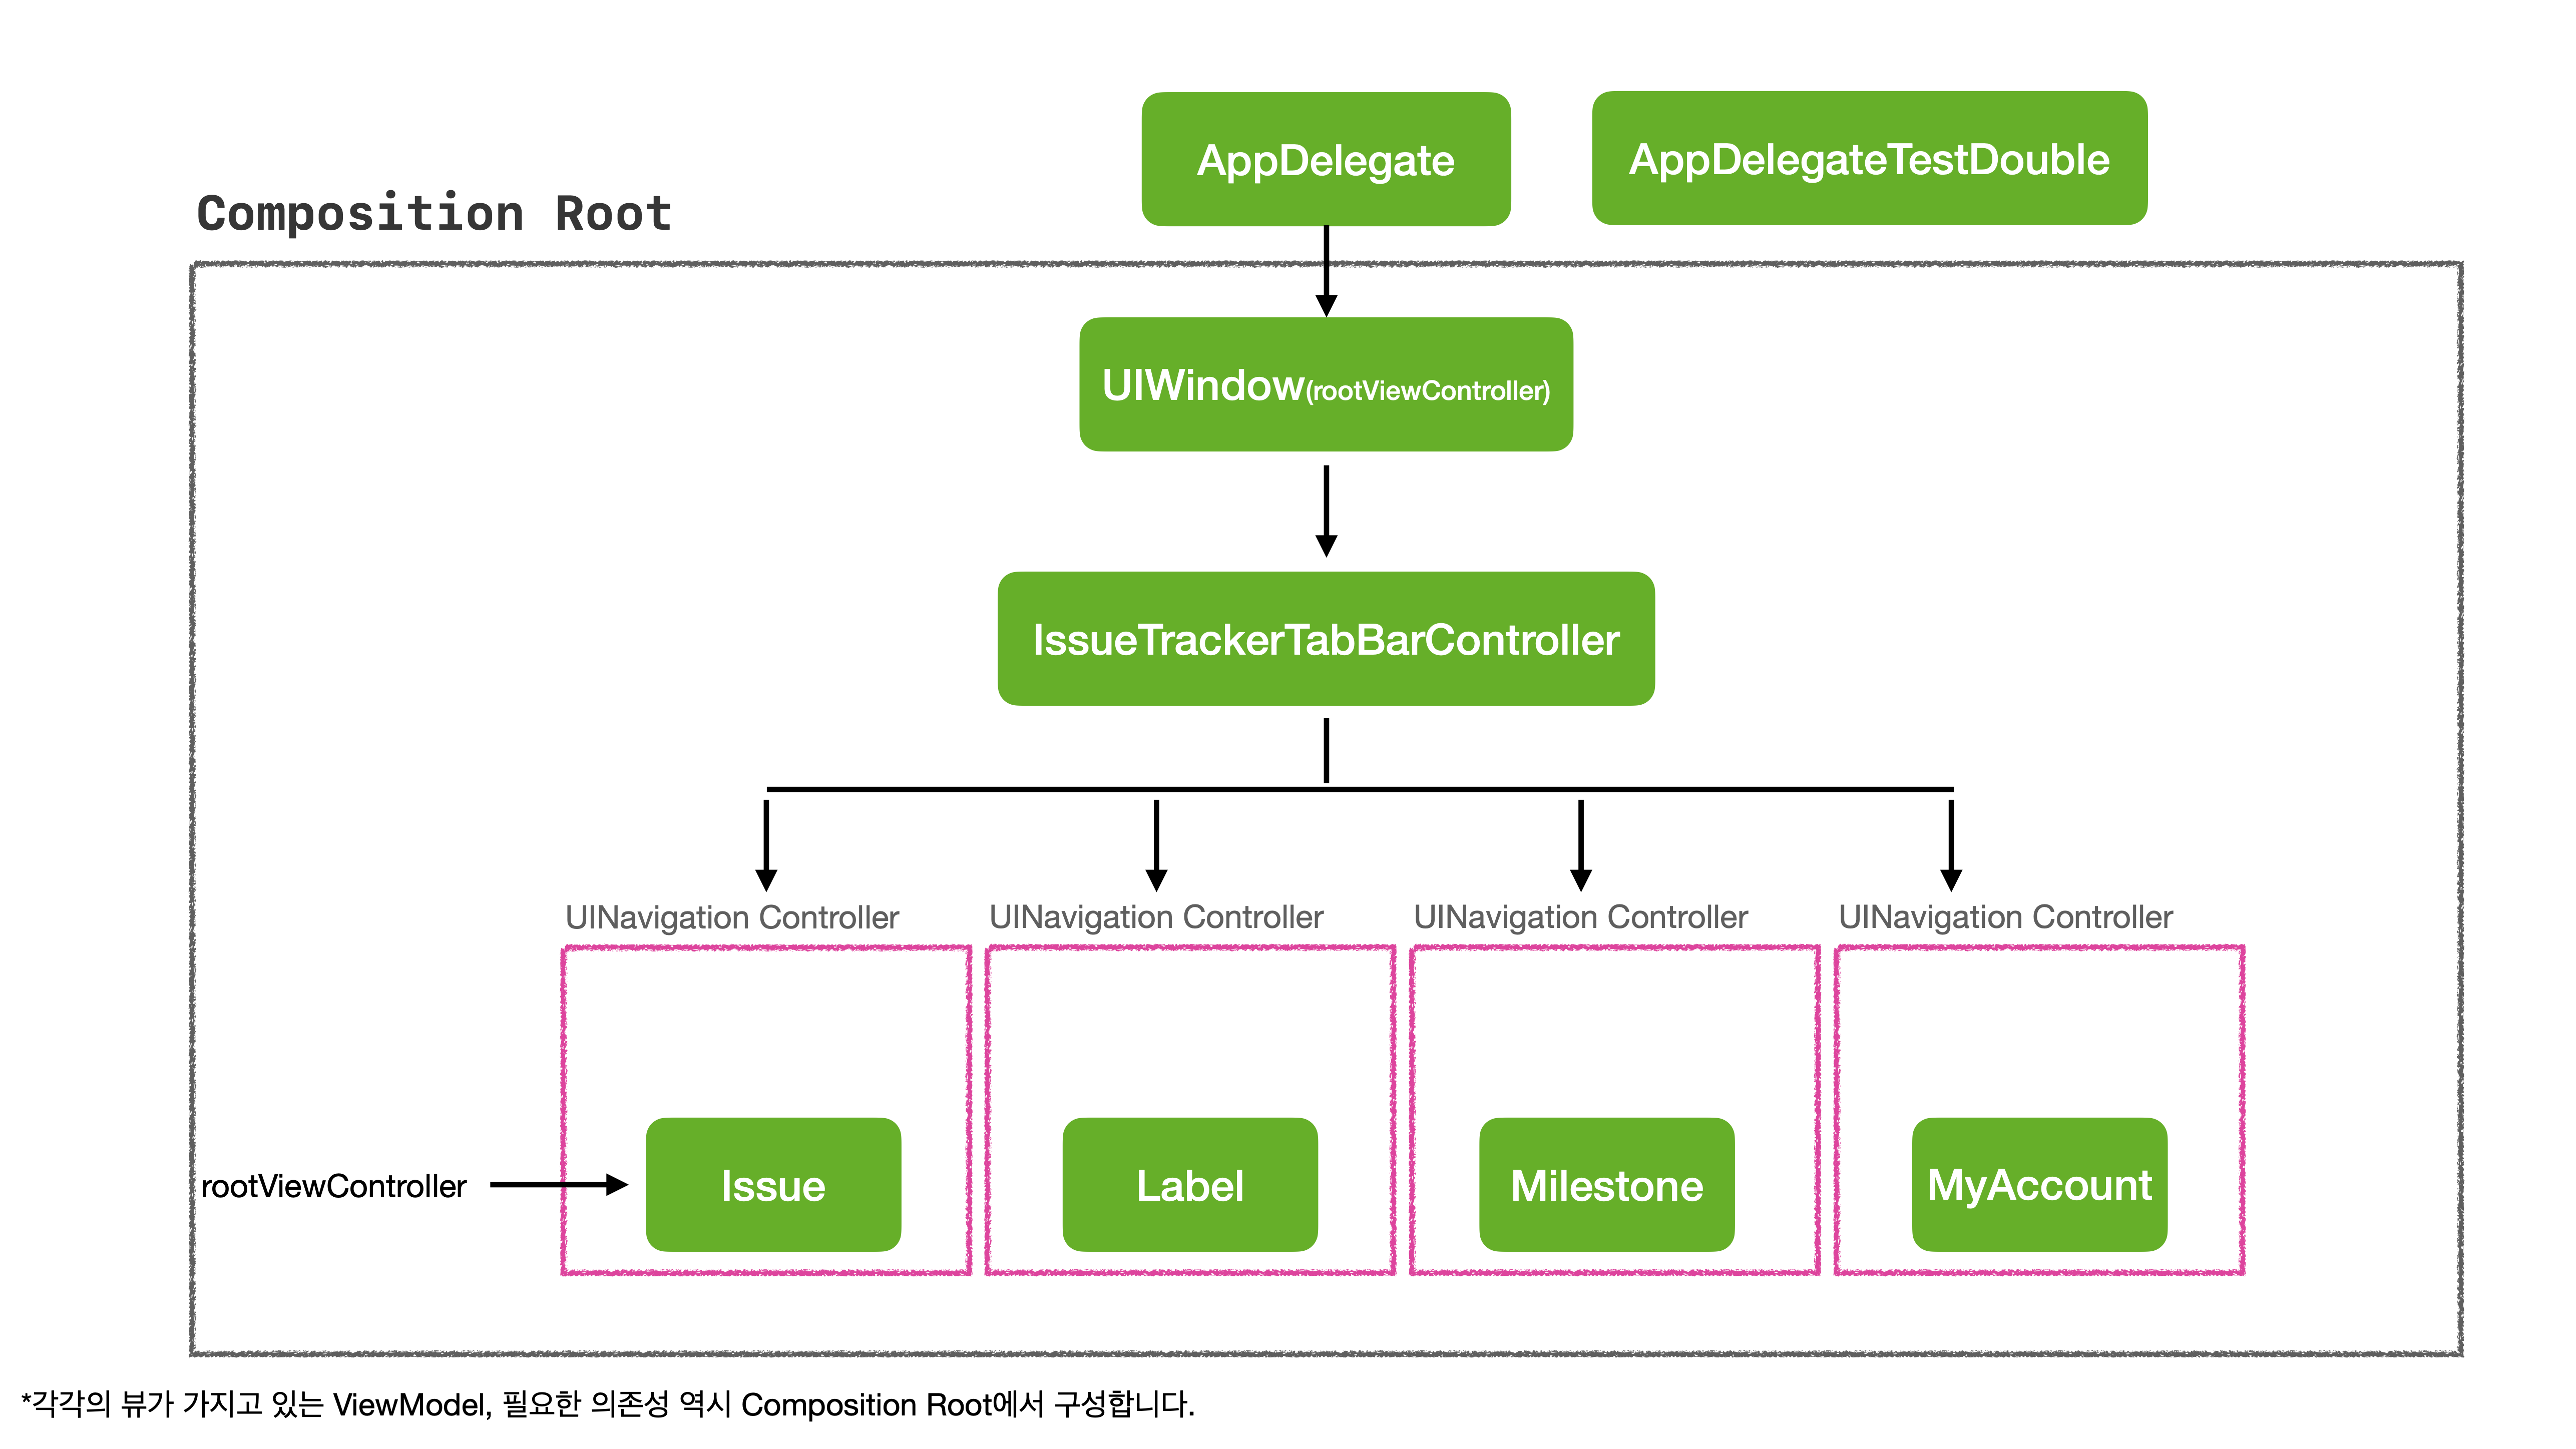 AppDelegate
AppDelegateTestDouble
Composition Root
UIWindow(rootViewController)
IssueTrackerTabBarController
UINavigation Controller
UINavigation Controller
UINavigation Controller
UINavigation Controller
rootViewController
Issue
Label
Milestone
MyAccount
*각각의 뷰가 가지고 있는 ViewModel, 필요한 의존성 역시 Composition Root에서 구성합니다.